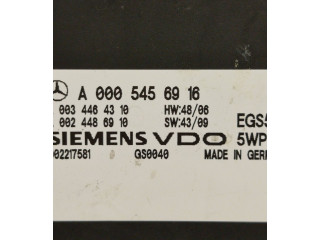 A 000 545 69 16
003 446 43 10 HW:48/06
002 448 69 10 SW:43/09 EGS5
SIEMENS VDO 5WP
02217581 GS0040 MADE IN GER